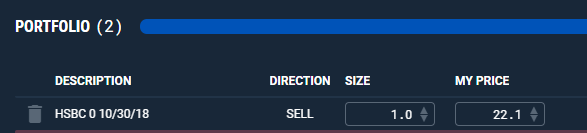 PORTFOLIO (2)
DESCRIPTION DIRECTION SIZE MY PRICE
HSBC 0 10/30/18 SELL 1.0 22.1